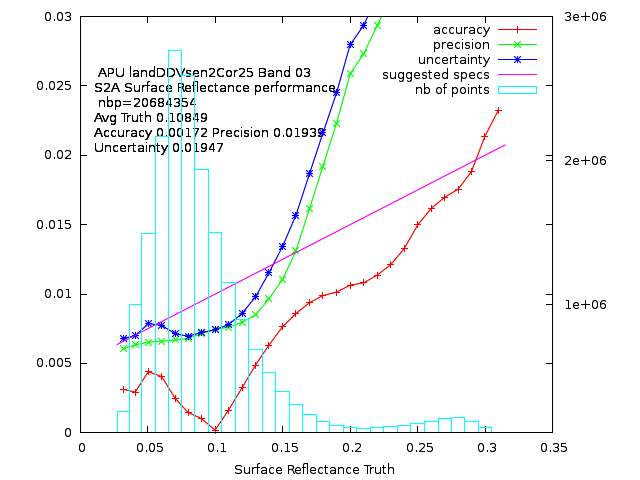 0.03
0.025
0.02
0.015
0.01
0.005
0
3e+06
2e+06
1e+06
accuracy
precision
uncertainty
suggested specs
nb of points
APU landDDVsen2Cor25 Band 03
S2A Surface Reflectance performance
nbp=20684354
Avg Truth 0.10849
Accuracy 0.00172 Precision 0.01939
Uncertainty 0.01947
0 0.05 0.1 0.15 0.2 0.25 0.3 0.35
Surface Reflectance Truth